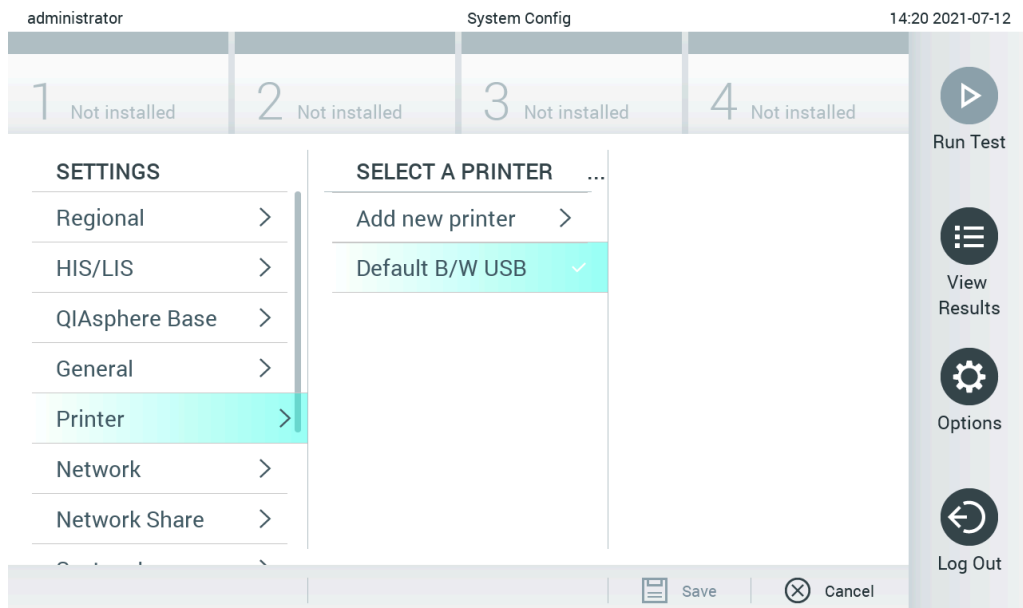 administrator System Config 14:20 2021-07-12
1 Not installed 2 Not installed 3 Not installed 4 Not installed
Run Test
SETTINGS
Regional
HIS/LIS
QIAsphere Base
General
Printer
Network
Network Share
SELECT A PRINTER ...
Add new printer
Default B/W USB
View
Results
Options
Log Out
Save Cancel